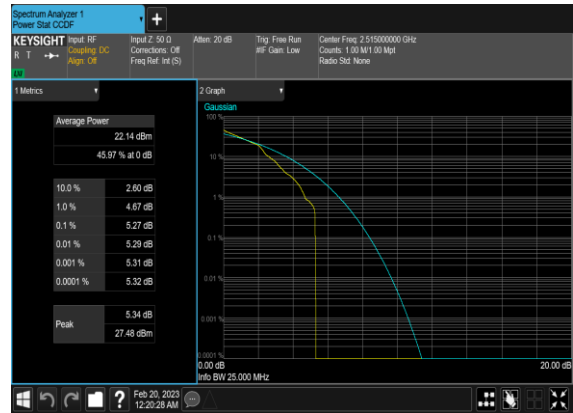 Spectrum Analyzer 1
Power Stat CCDF
+
KEYSIGHT
R T
LXI
Input: RF
Coupling: DC
Align: Off
Input Z: 50 Ω
Corrections: Off
Freq Ref: Int (S)
Atten: 20 dB
Trig: Free Run
#IF Gain: Low
Center Freq: 2.515000000 GHz
Counts: 1.00 M/1.00 Mpt
Radio Std: None
1 Metrics
Average Power
22.14 dBm
45.97 % at 0 dB
10.0 % 2.60 dB
1.0 % 4.67 dB
0.1 % 5.27 dB
0.01 % 5.29 dB
0.001 % 5.31 dB
0.0001 % 5.32 dB
Peak
5.34 dB
27.48 dBm
2 Graph
Gaussian
100 %
10 %
1 %
0.1 %
0.01 %
0.001 %
0.0001 %
0.00 dB
20.00 dB
Info BW 25.000 MHz
?
Feb 20, 2023
12:20:28 AM